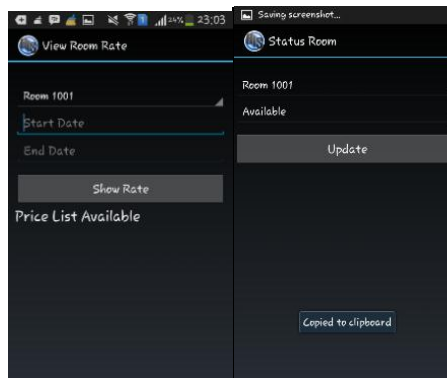 24% 23:03
View Room Rate
Room 1001
Start Date
End Date
Show Rate
Price List Available
Saving screenshot...
Status Room
Room 1001
Available
Update
Copied to clipboard